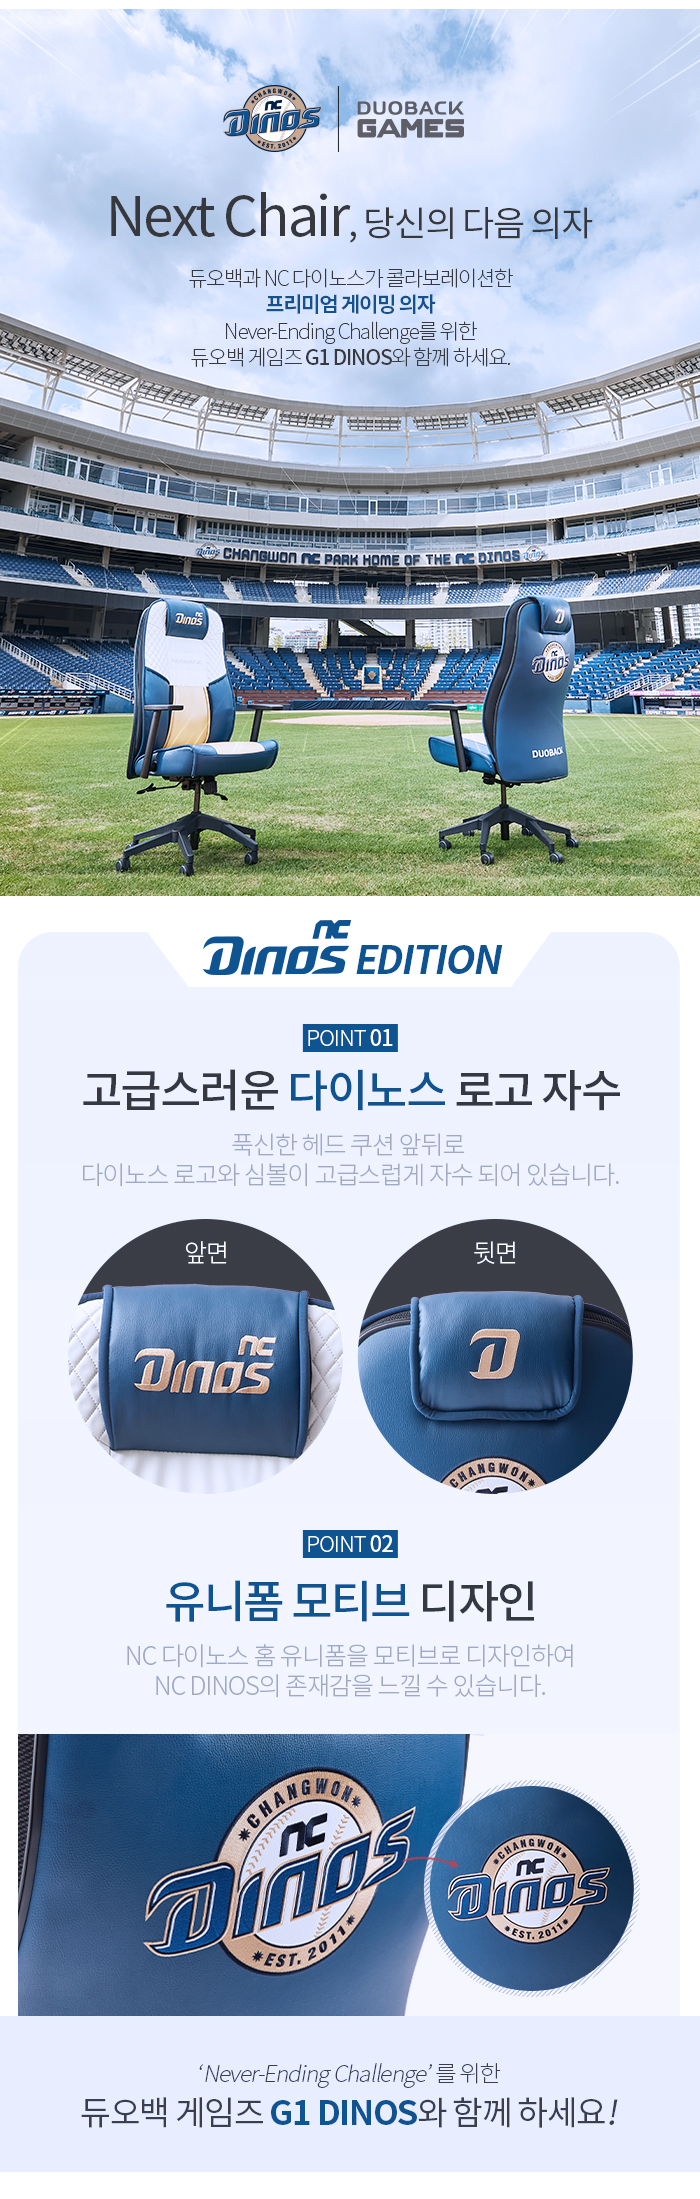 CHANGWON
NC
DINOS
EST. 2011
DUOBACK
GAMES
Next Chair, 당신의 다음 의자
듀오백과 NC 다이노스가 콜라보레이션한
프리미엄 게이밍 의자
Never-Ending Challenge를 위한
듀오백 게임즈 G1 DINOS와 함께 하세요.
DINOS CHANGWON NC PARK HOME OF THE NC DINOS DINOS
NC
DINOS
D
NC
DINOS
DUOBACK
NC
DINOS EDITION
POINT 01
고급스러운 다이노스 로고 자수
푹신한 헤드 쿠션 앞뒤로
다이노스 로고와 심볼이 고급스럽게 자수 되어 있습니다.
앞면
NC
DINOS
뒷면
D
CHANGWON
NC
POINT 02
유니폼 모티브 디자인
NC 다이노스 홈 유니폼을 모티브로 디자인하여
NC DINOS의 존재감을 느낄 수 있습니다.
CHANGWON
NC
DINOS
EST. 2011
CHANGWON
NC
DINOS
EST. 2011
‘Never-Ending Challenge’ 를 위한
듀오백 게임즈 G1 DINOS와 함께 하세요!